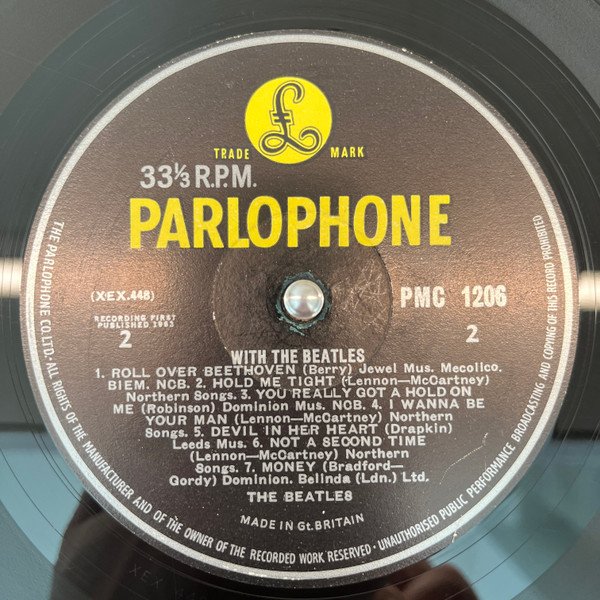 £
TRADE MARK
33⅓ R.P.M.
PARLOPHONE
(XEX.448)
PMC 1206
RECORDING FIRST
PUBLISHED 1963
2
2
WITH THE BEATLES
1. ROLL OVER BEETHOVEN (Berry) Jewel Mus. Mecolico.
BIEM. NCB. 2. HOLD ME TIGHT (Lennon—McCartney)
Northern Songs. 3. YOU REALLY GOT A HOLD ON
ME (Robinson) Dominion Mus. NCB. 4. I WANNA BE
YOUR MAN (Lennon—McCartney) Northern
Songs. 5. DEVIL IN HER HEART (Drapkin)
Leeds Mus. 6. NOT A SECOND TIME
(Lennon—McCartney) Northern
Songs. 7. MONEY (Bradford—
Gordy) Dominion. Belinda (Ldn.) Ltd.
THE BEATLES
MADE IN Gt. BRITAIN
THE PARLOPHONE CO. LTD. · ALL RIGHTS OF THE MANUFACTURER AND OF THE OWNER OF THE RECORDED WORK RESERVED · UNAUTHORISED PUBLIC PERFORMANCE BROADCASTING AND COPYING OF THIS RECORD PROHIBITED